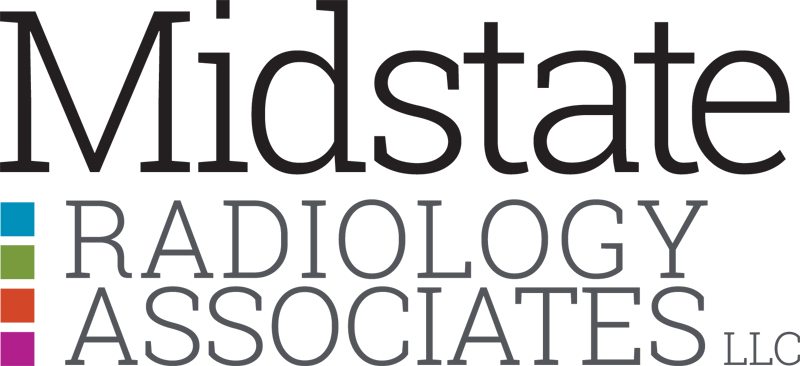 Midstate
RADIOLOGY
ASSOCIATES LLC